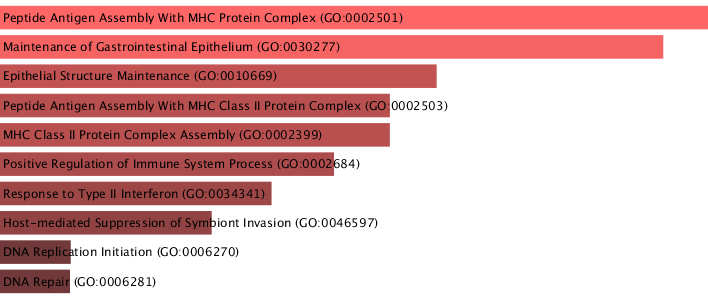 Peptide Antigen Assembly With MHC Protein Complex (GO:0002501)
Maintenance of Gastrointestinal Epithelium (GO:0030277)
Epithelial Structure Maintenance (GO:0010669)
Peptide Antigen Assembly With MHC Class II Protein Complex (GO:0002503)
MHC Class II Protein Complex Assembly (GO:0002399)
Positive Regulation of Immune System Process (GO:0002684)
Response to Type II Interferon (GO:0034341)
Host-mediated Suppression of Symbiont Invasion (GO:0046597)
DNA Replication Initiation (GO:0006270)
DNA Repair (GO:0006281)